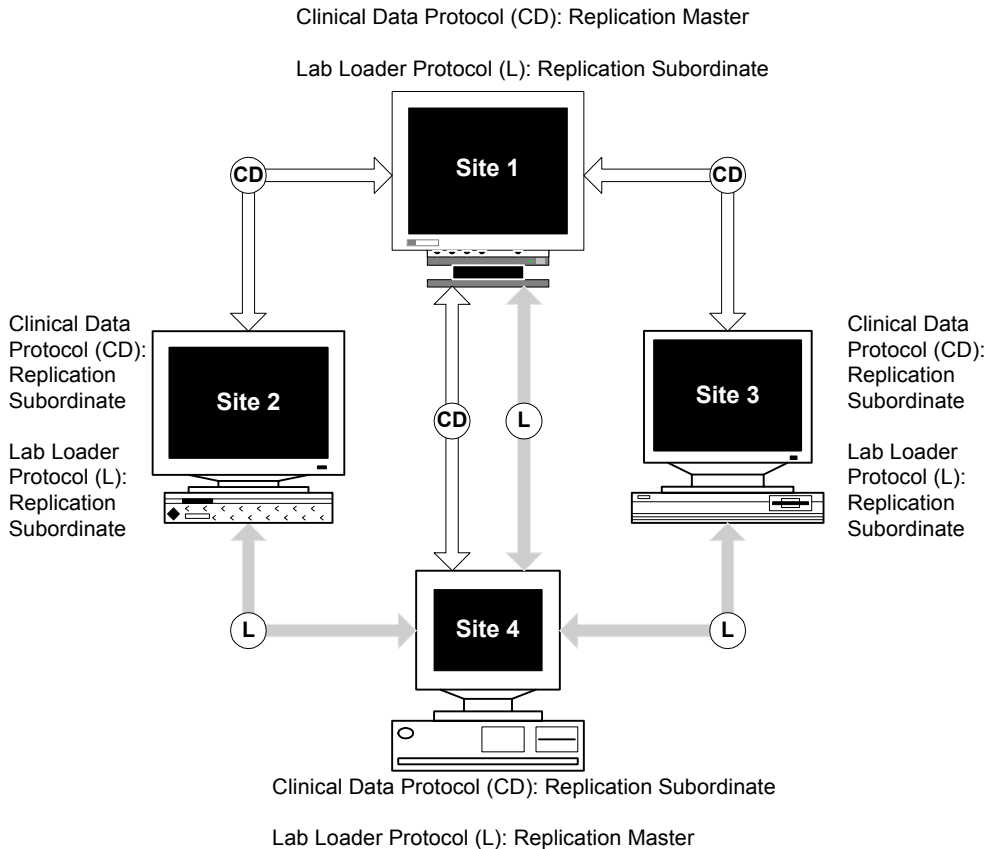 Clinical Data Protocol (CD): Replication Master
Lab Loader Protocol (L): Replication Subordinate
Site 1
CD
CD
Clinical Data
Protocol (CD):
Replication
Subordinate
Lab Loader
Protocol (L):
Replication
Subordinate
Site 2
CD
L
Site 3
Clinical Data
Protocol (CD):
Replication
Subordinate
Lab Loader
Protocol (L):
Replication
Subordinate
L
Site 4
L
Clinical Data Protocol (CD): Replication Subordinate
Lab Loader Protocol (L): Replication Master